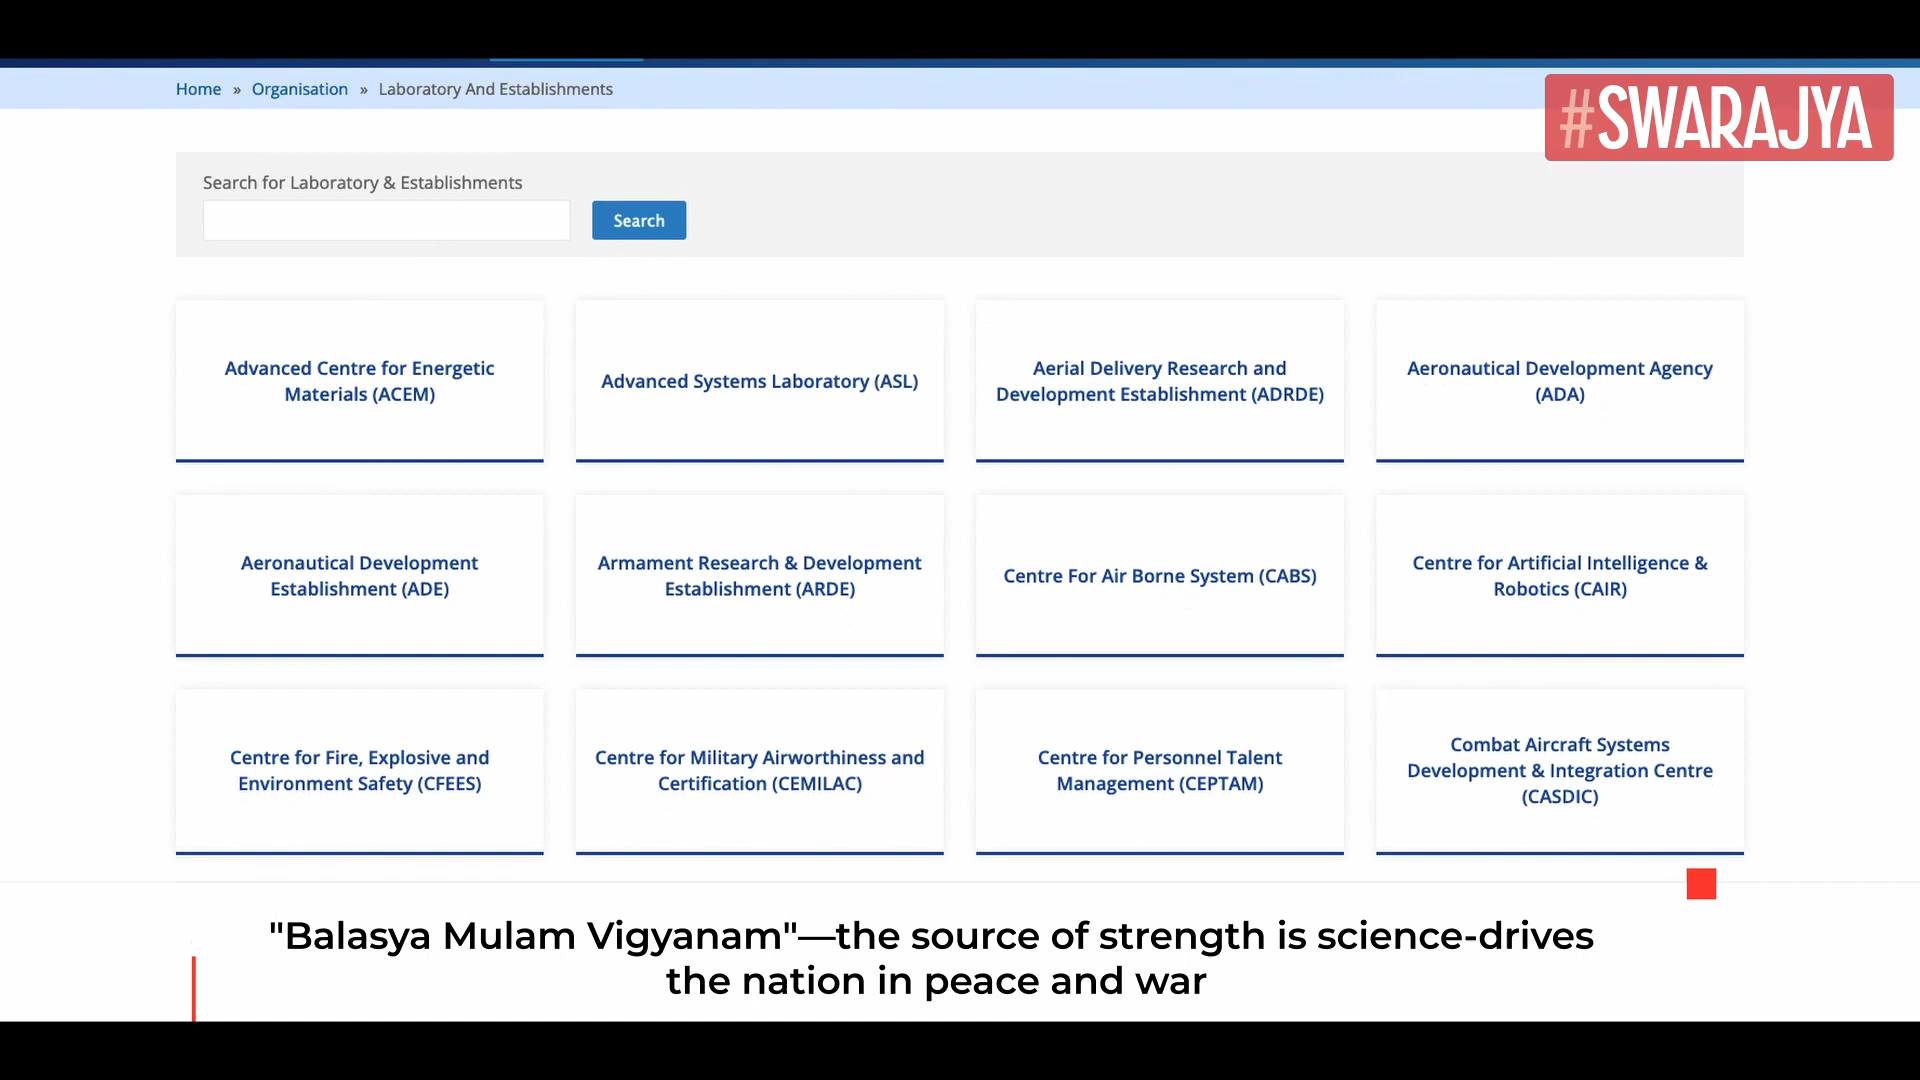 Home » Organisation » Laboratory And Establishments
#SWARAJYA
Search for Laboratory & Establishments
Search
Advanced Centre for Energetic
Materials (ACEM)
Advanced Systems Laboratory (ASL)
Aerial Delivery Research and
Development Establishment (ADRDE)
Aeronautical Development Agency
(ADA)
Aeronautical Development
Establishment (ADE)
Armament Research & Development
Establishment (ARDE)
Centre For Air Borne System (CABS)
Centre for Artificial Intelligence &
Robotics (CAIR)
Centre for Fire, Explosive and
Environment Safety (CFEES)
Centre for Military Airworthiness and
Certification (CEMILAC)
Centre for Personnel Talent
Management (CEPTAM)
Combat Aircraft Systems
Development & Integration Centre
(CASDIC)
"Balasya Mulam Vigyanam"—the source of strength is science-drives
the nation in peace and war